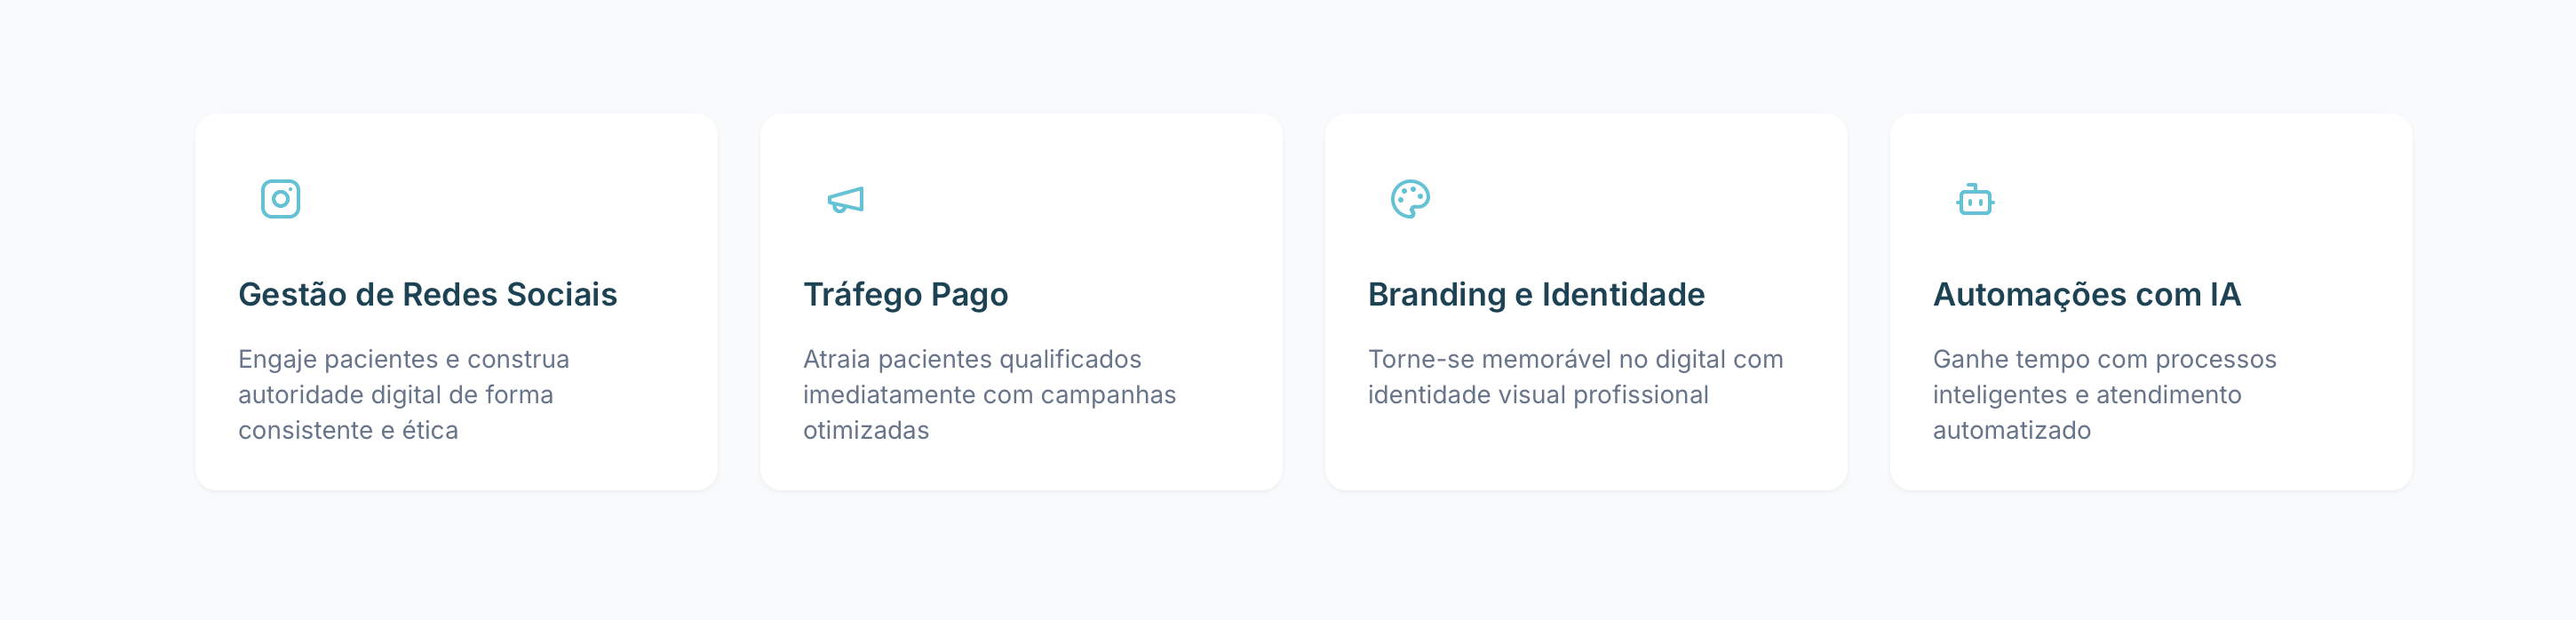 Gestão de Redes Sociais
Engaje pacientes e construa
autoridade digital de forma
consistente e ética
Tráfego Pago
Atraia pacientes qualificados
imediatamente com campanhas
otimizadas
Branding e Identidade
Torne-se memorável no digital com
identidade visual profissional
Automações com IA
Ganhe tempo com processos
inteligentes e atendimento
automatizado